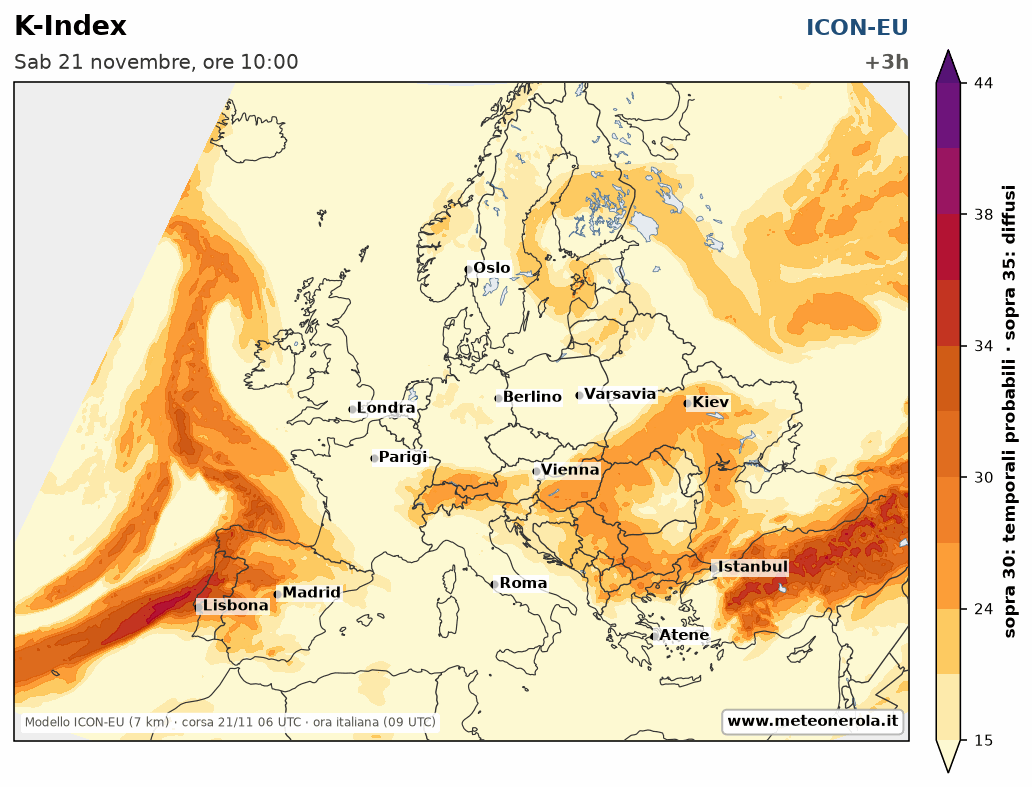 K-Index
ICON-EU
Sab 21 novembre, ore 10:00
+3h
44
38
34
30
24
15
sopra 30: temporali probabili · sopra 35: diffusi
Oslo
Londra
Berlino
Varsavia
Kiev
Parigi
Vienna
Istanbul
Roma
Madrid
Lisbona
Atene
Modello ICON-EU (7 km) · corsa 21/11 06 UTC · ora italiana (09 UTC)
www.meteonerola.it